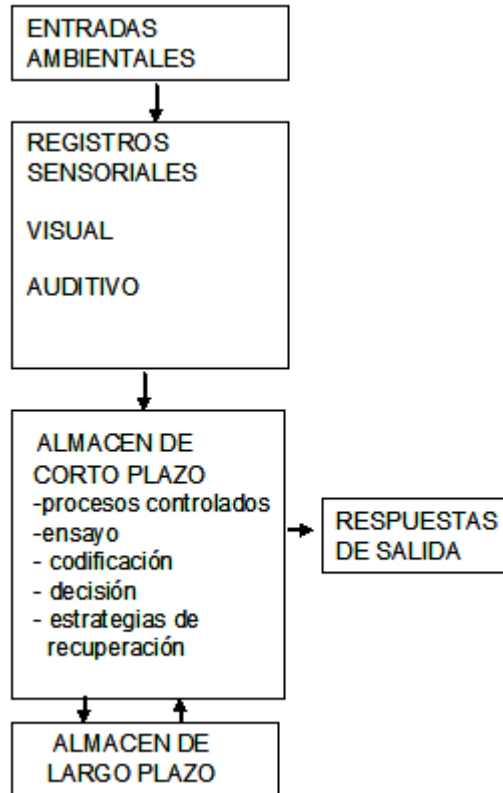 ENTRADAS
AMBIENTALES
REGISTROS
SENSORIALES
VISUAL
AUDITIVO
ALMACEN DE
CORTO PLAZO
-procesos controlados
-ensayo
- codificación
- decisión
- estrategias de
recuperación
RESPUESTAS
DE SALIDA
ALMACEN DE
LARGO PLAZO